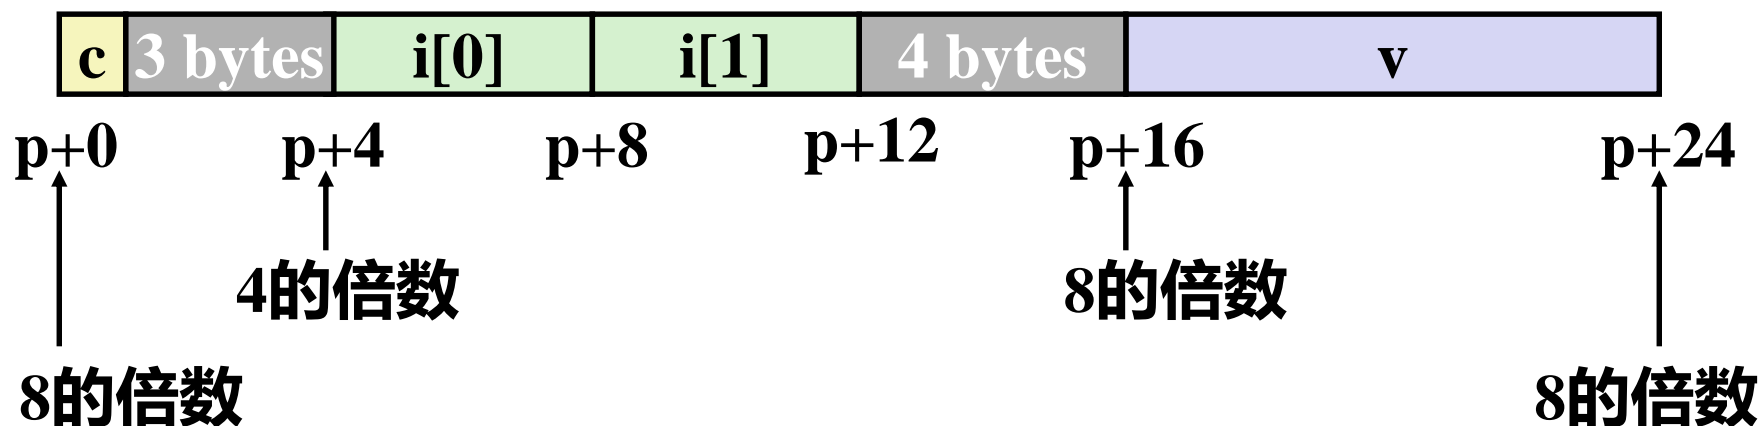 c 3 bytes i[0] i[1] 4 bytes v
p+0 p+4 p+8 p+12 p+16 p+24
4的倍数 8的倍数
8的倍数 8的倍数